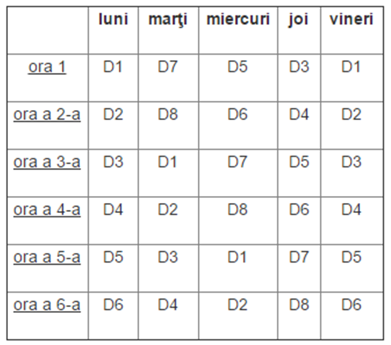 luni marţi miercuri joi vineri
ora 1 D1 D7 D5 D3 D1
ora a 2-a D2 D8 D6 D4 D2
ora a 3-a D3 D1 D7 D5 D3
ora a 4-a D4 D2 D8 D6 D4
ora a 5-a D5 D3 D1 D7 D5
ora a 6-a D6 D4 D2 D8 D6